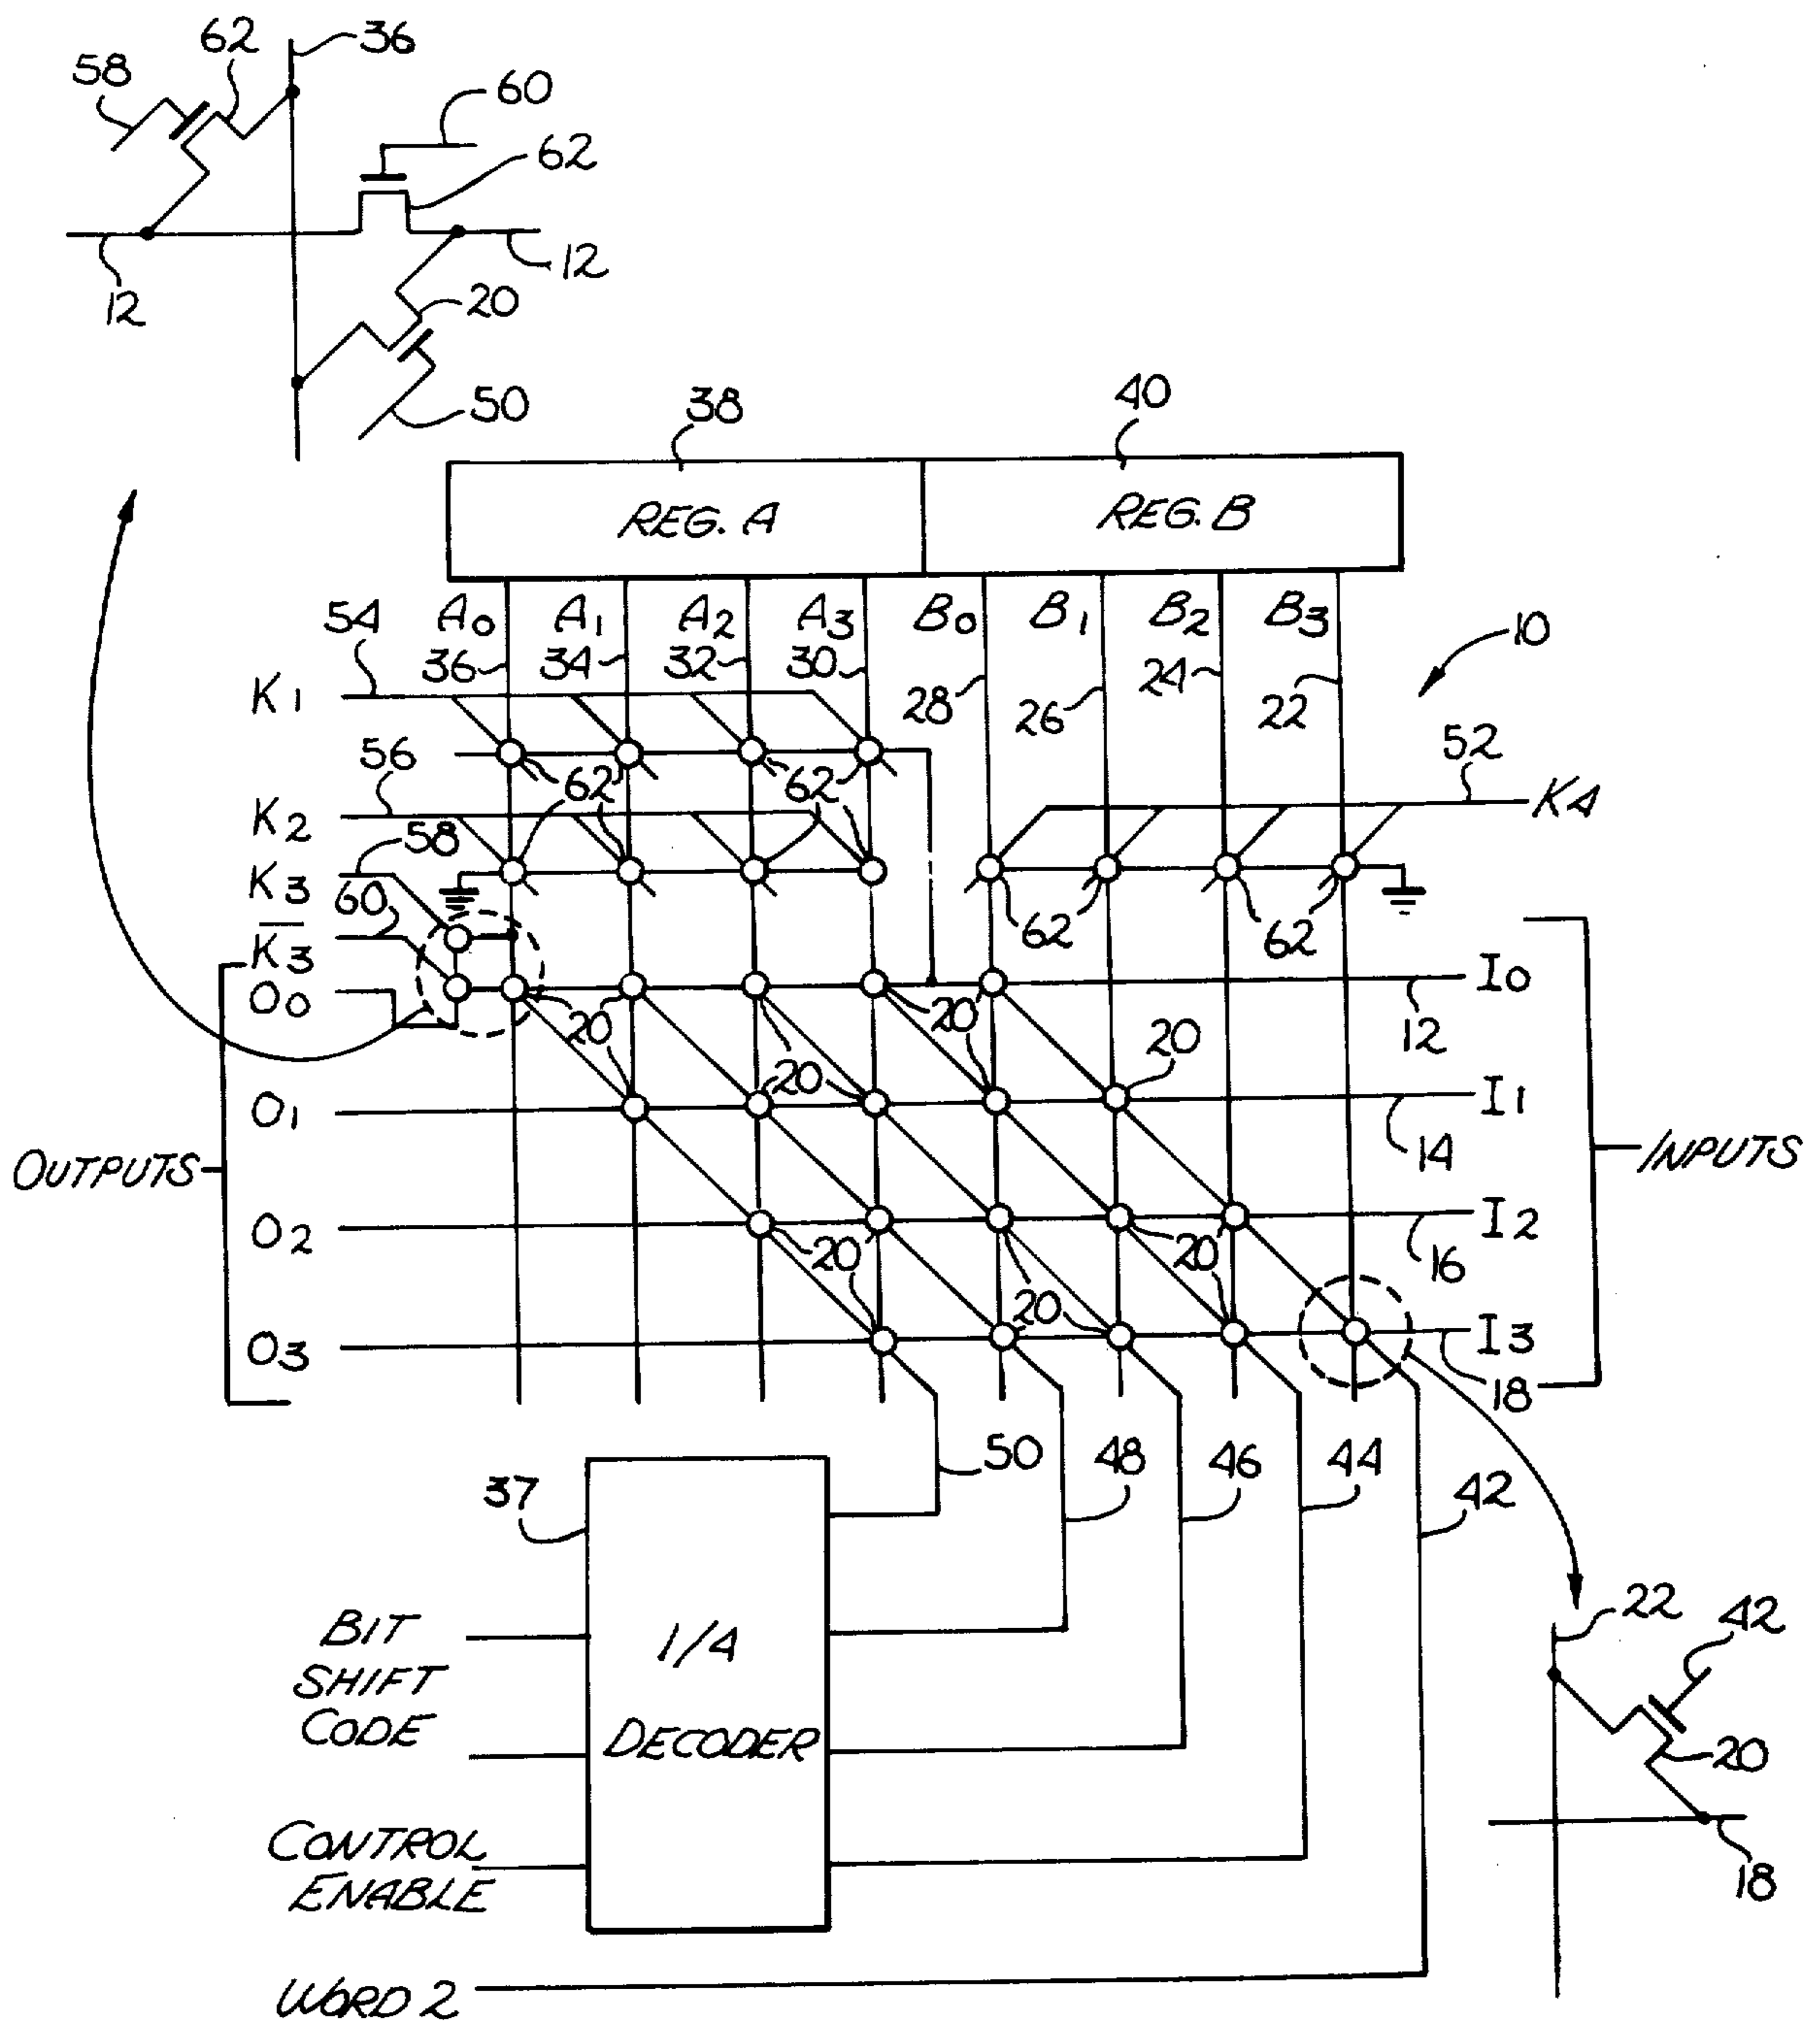 62 36
58
60
62
12 12
20
50
38 40
REG. A REG. B
A0 A1 A2 A3 B0 B1 B2 B3
54 36 34 32 30 28 26 24 22 10
K1
56 62 62 52
K2 K4
58
K3
60 62 62
K3
O0 20 20 I0
12
20 20
O1 I1
14
OUTPUTS INPUTS
O2 20 20 I2
16
20
O3 I3
18
50 48 46 44 42
37
BIT
SHIFT
CODE
1/4
DECODER
CONTROL
ENABLE
WORD 2
22 42
20
18